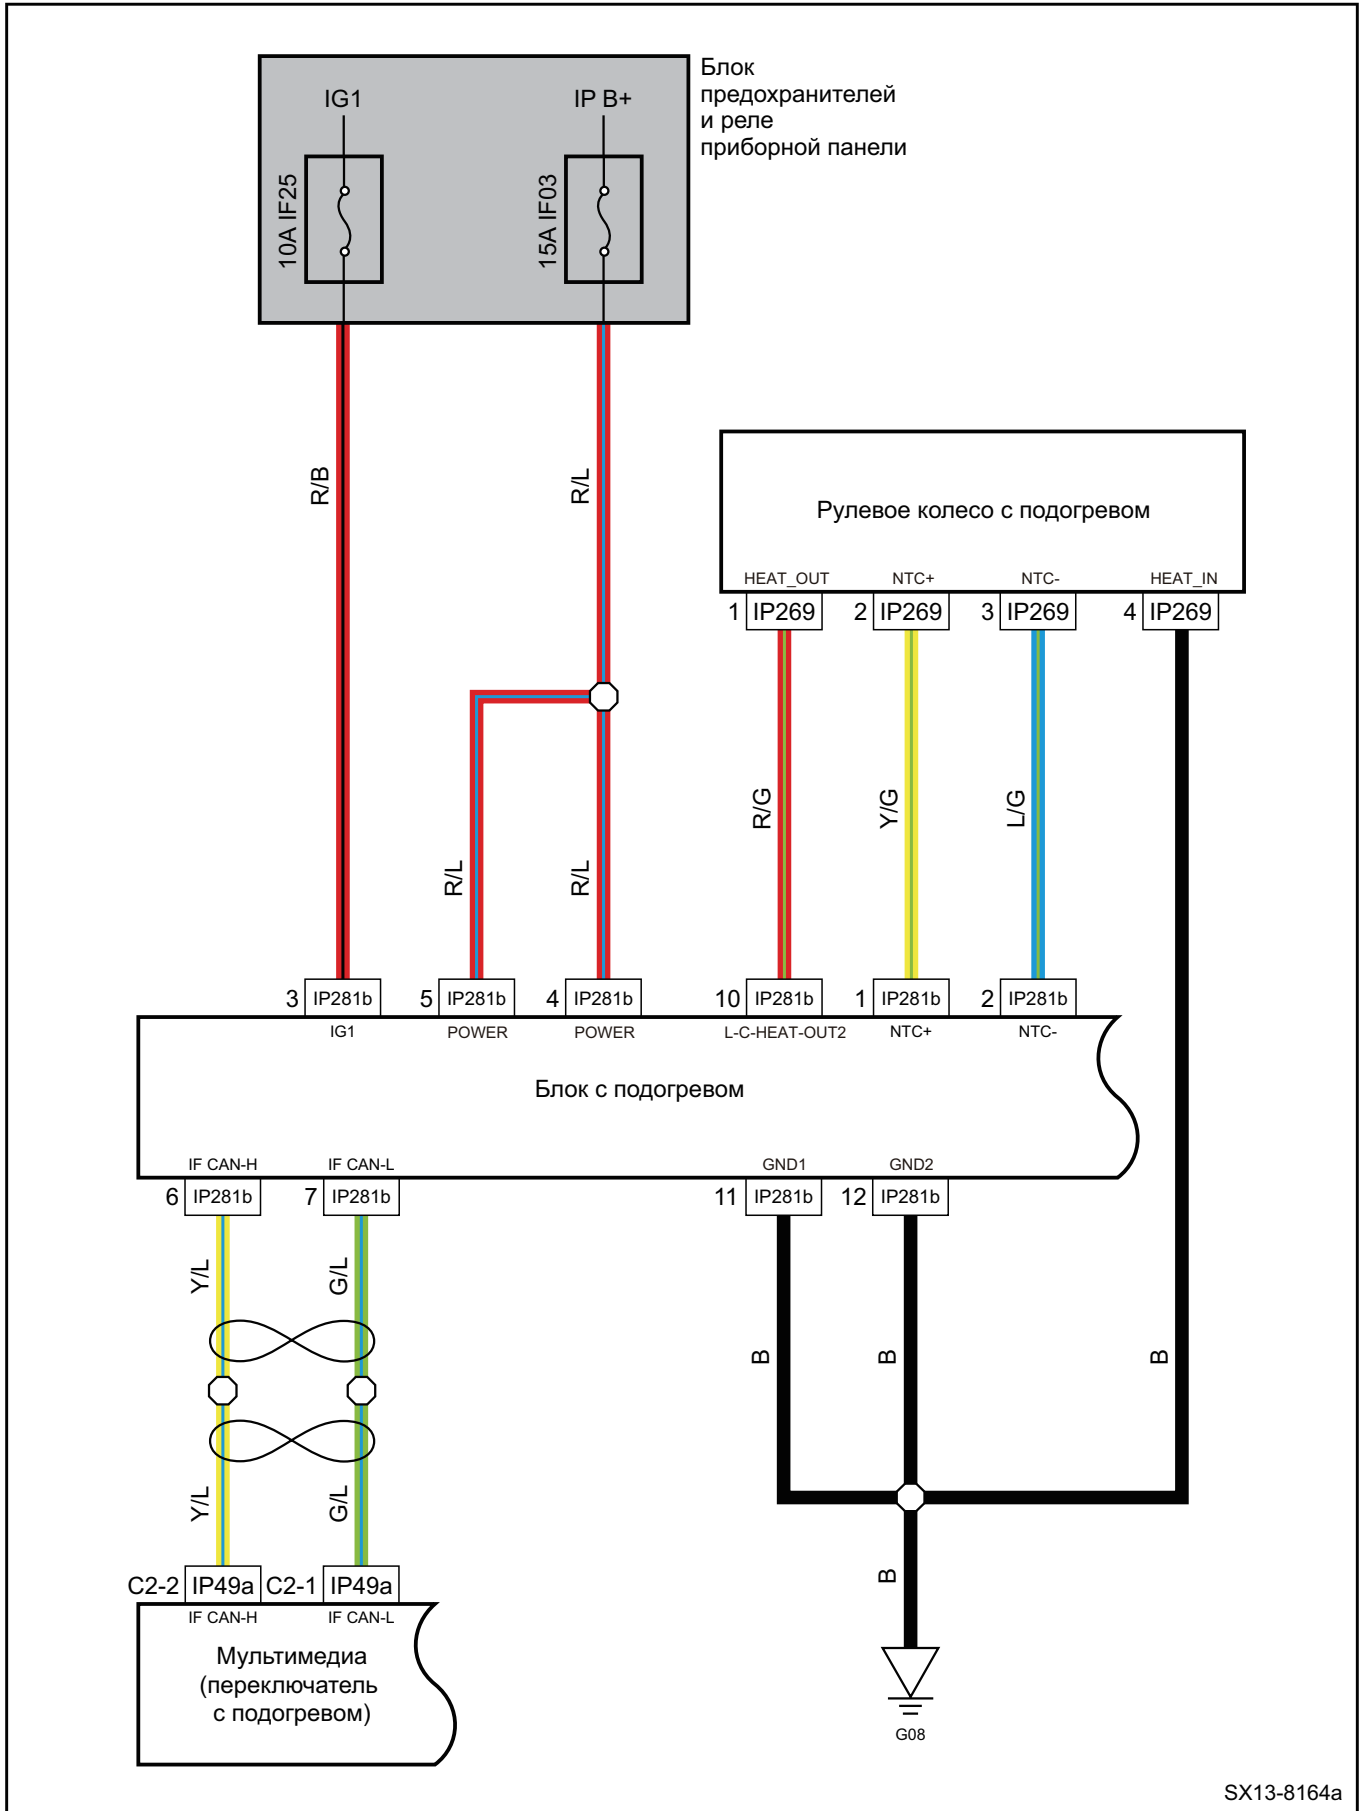 Блок
предохранителей
и реле
приборной панели
IG1
IP B+
10A IF25
15A IF03
R/B
R/L
Рулевое колесо с подогревом
HEAT_OUT
NTC+
NTC-
HEAT_IN
1 IP269
2 IP269
3 IP269
4 IP269
R/L
R/L
R/G
Y/G
L/G
3 IP281b
5 IP281b
4 IP281b
10 IP281b
1 IP281b
2 IP281b
IG1
POWER
POWER
L-C-HEAT-OUT2
NTC+
NTC-
Блок с подогревом
IF CAN-H
IF CAN-L
GND1
GND2
6 IP281b
7 IP281b
11 IP281b
12 IP281b
Y/L
G/L
B
B
B
Y/L
G/L
B
C2-2 IP49a
C2-1 IP49a
IF CAN-H
IF CAN-L
Мультимедиа
(переключатель
с подогревом)
G08
SX13-8164a